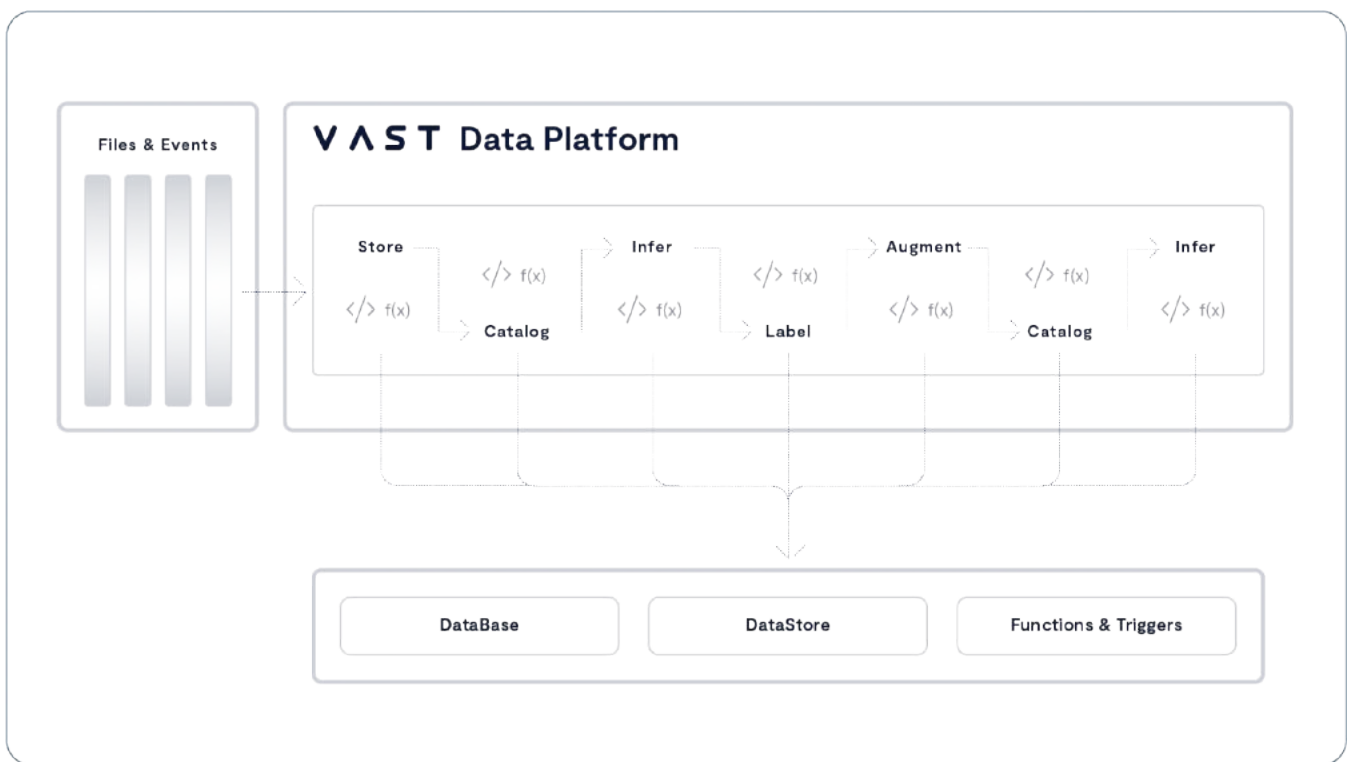 Files & Events
VAST Data Platform
Store
Infer
Augment
Infer
</> f(x)
</> f(x)
</> f(x)
</> f(x)
</> f(x)
</> f(x)
</> f(x)
Catalog
Label
Catalog
DataBase
DataStore
Functions & Triggers